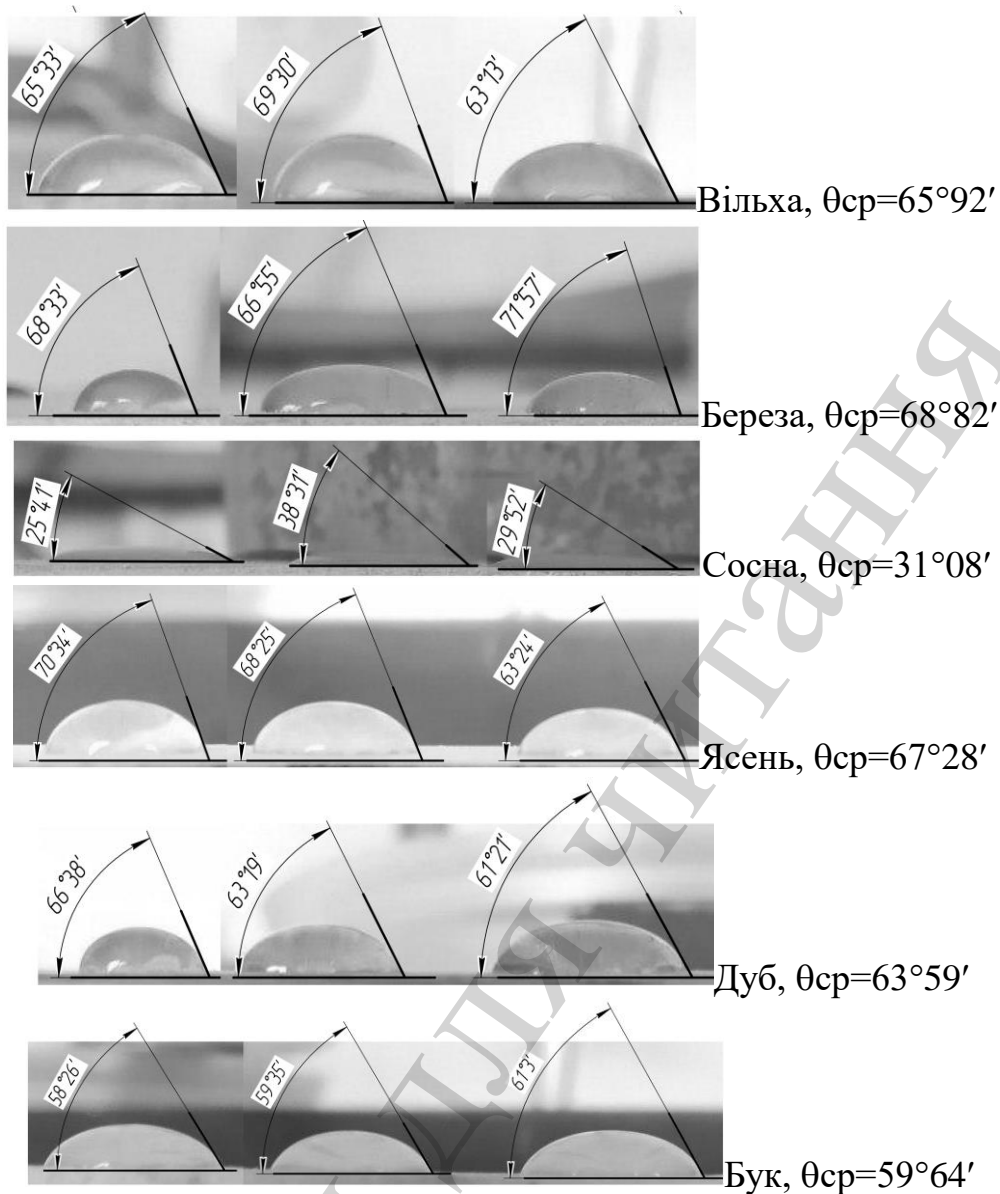 65°33′ 69°30′ 63°13′
Вільха, θср=65°92′
68°33′ 66°55′ 71°57′
Береза, θср=68°82′
25°41′ 38°31′ 29°52′
Сосна, θср=31°08′
70°34′ 68°25′ 63°24′
Ясень, θср=67°28′
66°38′ 63°19′ 61°21′
Дуб, θср=63°59′
58°26′ 59°35′ 61°3′
Бук, θср=59°64′
для читання